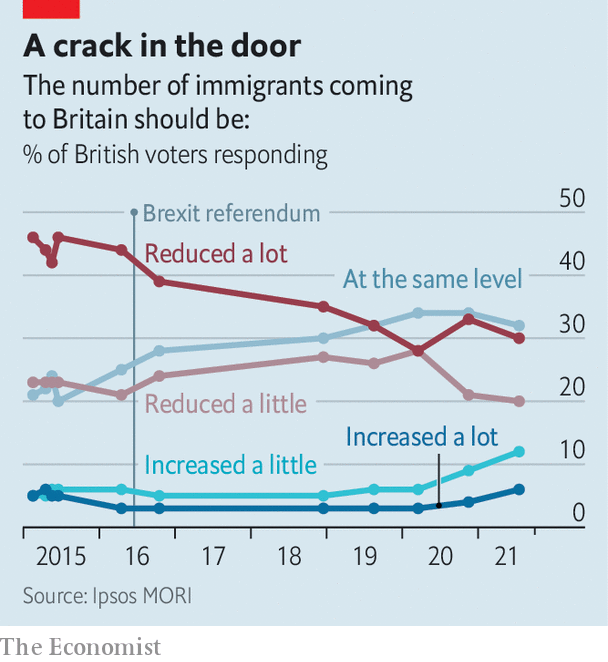 A crack in the door
The number of immigrants coming
to Britain should be:
% of British voters responding
50
Brexit referendum
Reduced a lot
40
At the same level
30
20
Reduced a little
Increased a lot
10
Increased a little
0
2015 16 17 18 19 20 21
Source: Ipsos MORI
The Economist